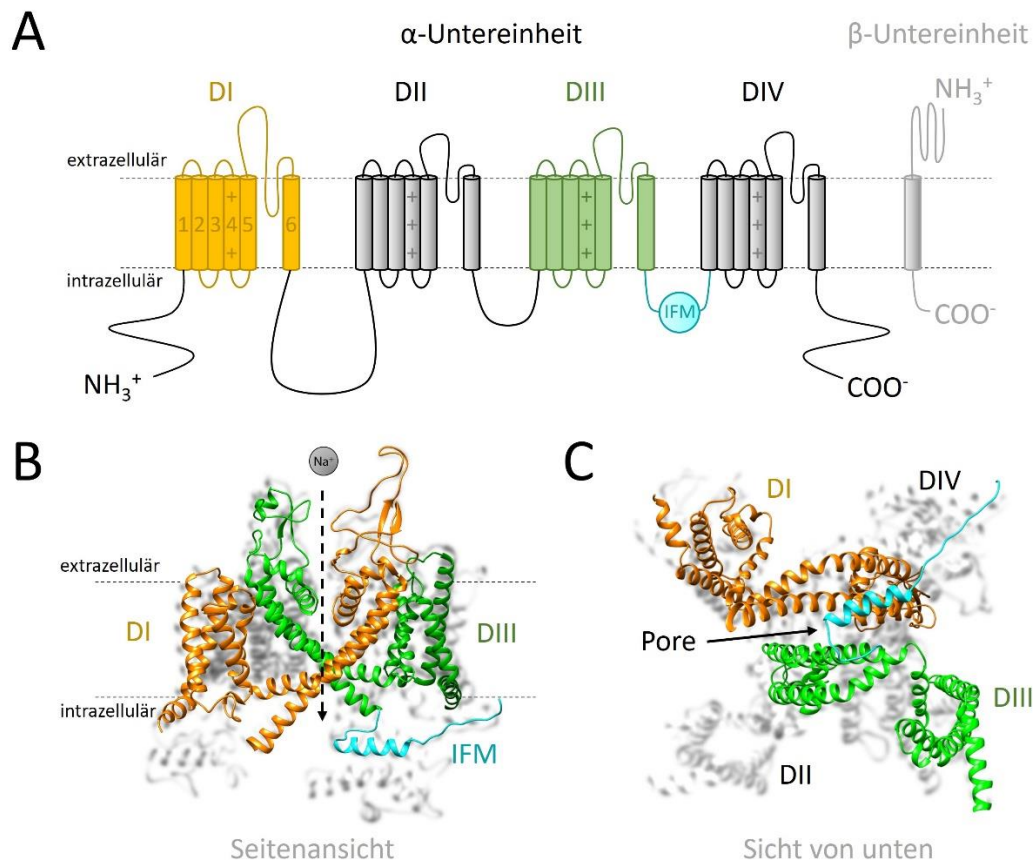 A
α-Untereinheit
β-Untereinheit
DI
DII
DIII
DIV
NH₃⁺
extrazellulär
1 2 3 4 5 6
+ +
+ + +
+ + +
+ + +
intrazellulär
IFM
COO⁻
NH₃⁺
COO⁻
B
Na⁺
extrazellulär
DI
DIII
intrazellulär
IFM
Seitenansicht
C
DI
DIV
Pore
DIII
DII
Sicht von unten